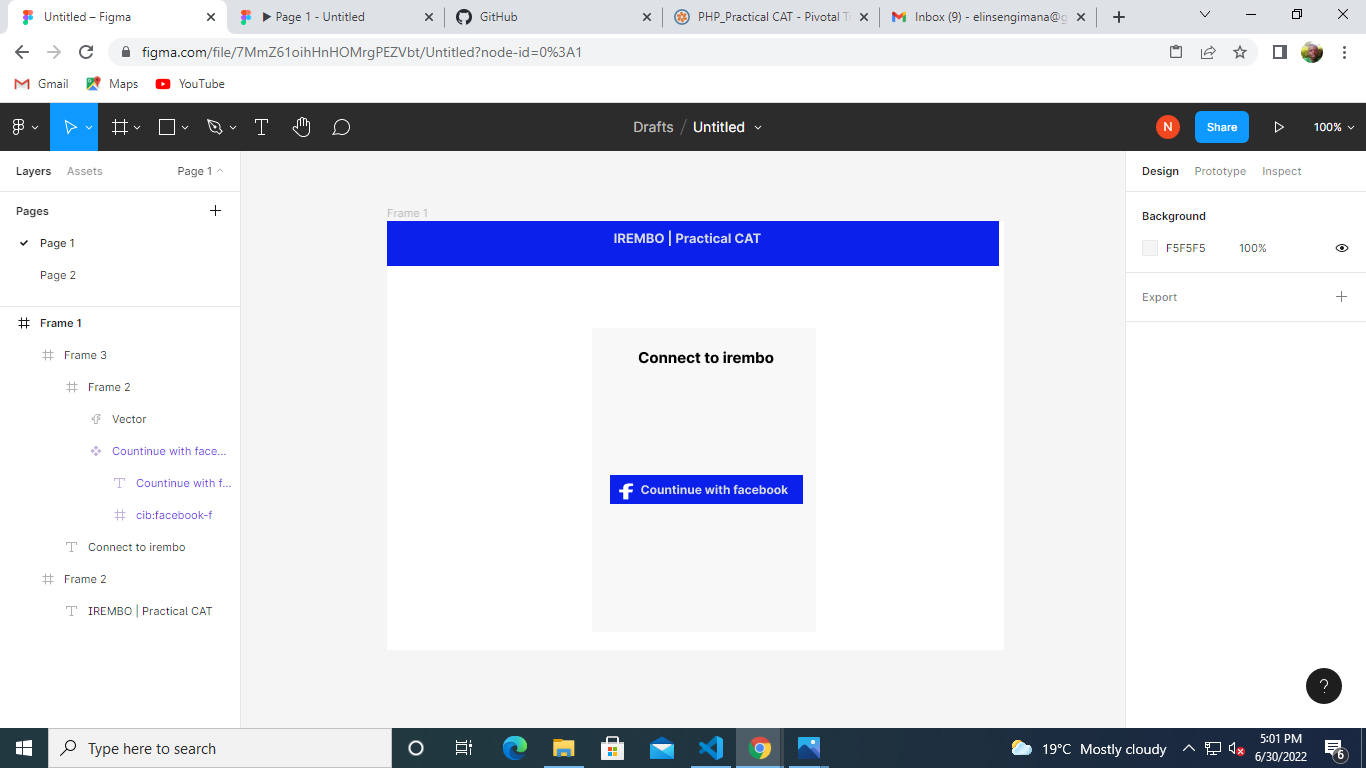 Untitled – Figma
▶ Page 1 - Untitled
GitHub
PHP_Practical CAT - Pivotal T
Inbox (9) - elinsengimana@g
figma.com/file/7MmZ61oihHnHOMrgPEZVbt/Untitled?node-id=0%3A1
Gmail
Maps
YouTube
Drafts / Untitled
N
Share
100%
Layers
Assets
Page 1
Design
Prototype
Inspect
Pages
Page 1
Page 2
Frame 1
Frame 3
Frame 2
Vector
Countinue with face...
Countinue with f...
cib:facebook-f
Connect to irembo
Frame 2
IREMBO | Practical CAT
Frame 1
IREMBO | Practical CAT
Connect to irembo
Countinue with facebook
Background
F5F5F5
100%
Export
?
Type here to search
19°C Mostly cloudy
5:01 PM
6/30/2022
6